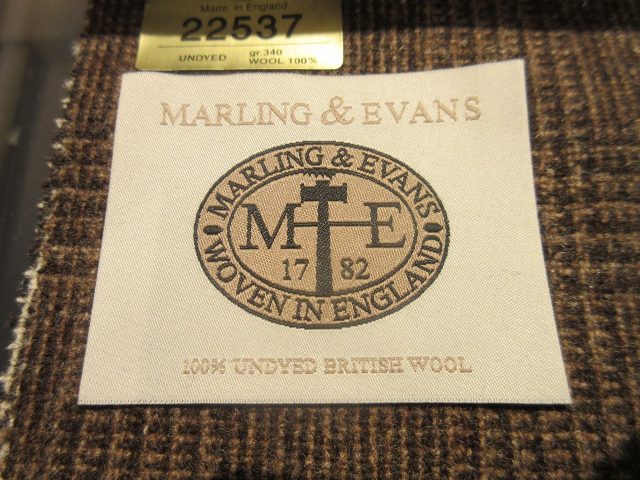 Made in England
22537
UNDYED gr.340
WOOL 100%
MARLING & EVANS
MARLING & EVANS
M E
17 82
WOVEN IN ENGLAND
100% UNDYED BRITISH WOOL